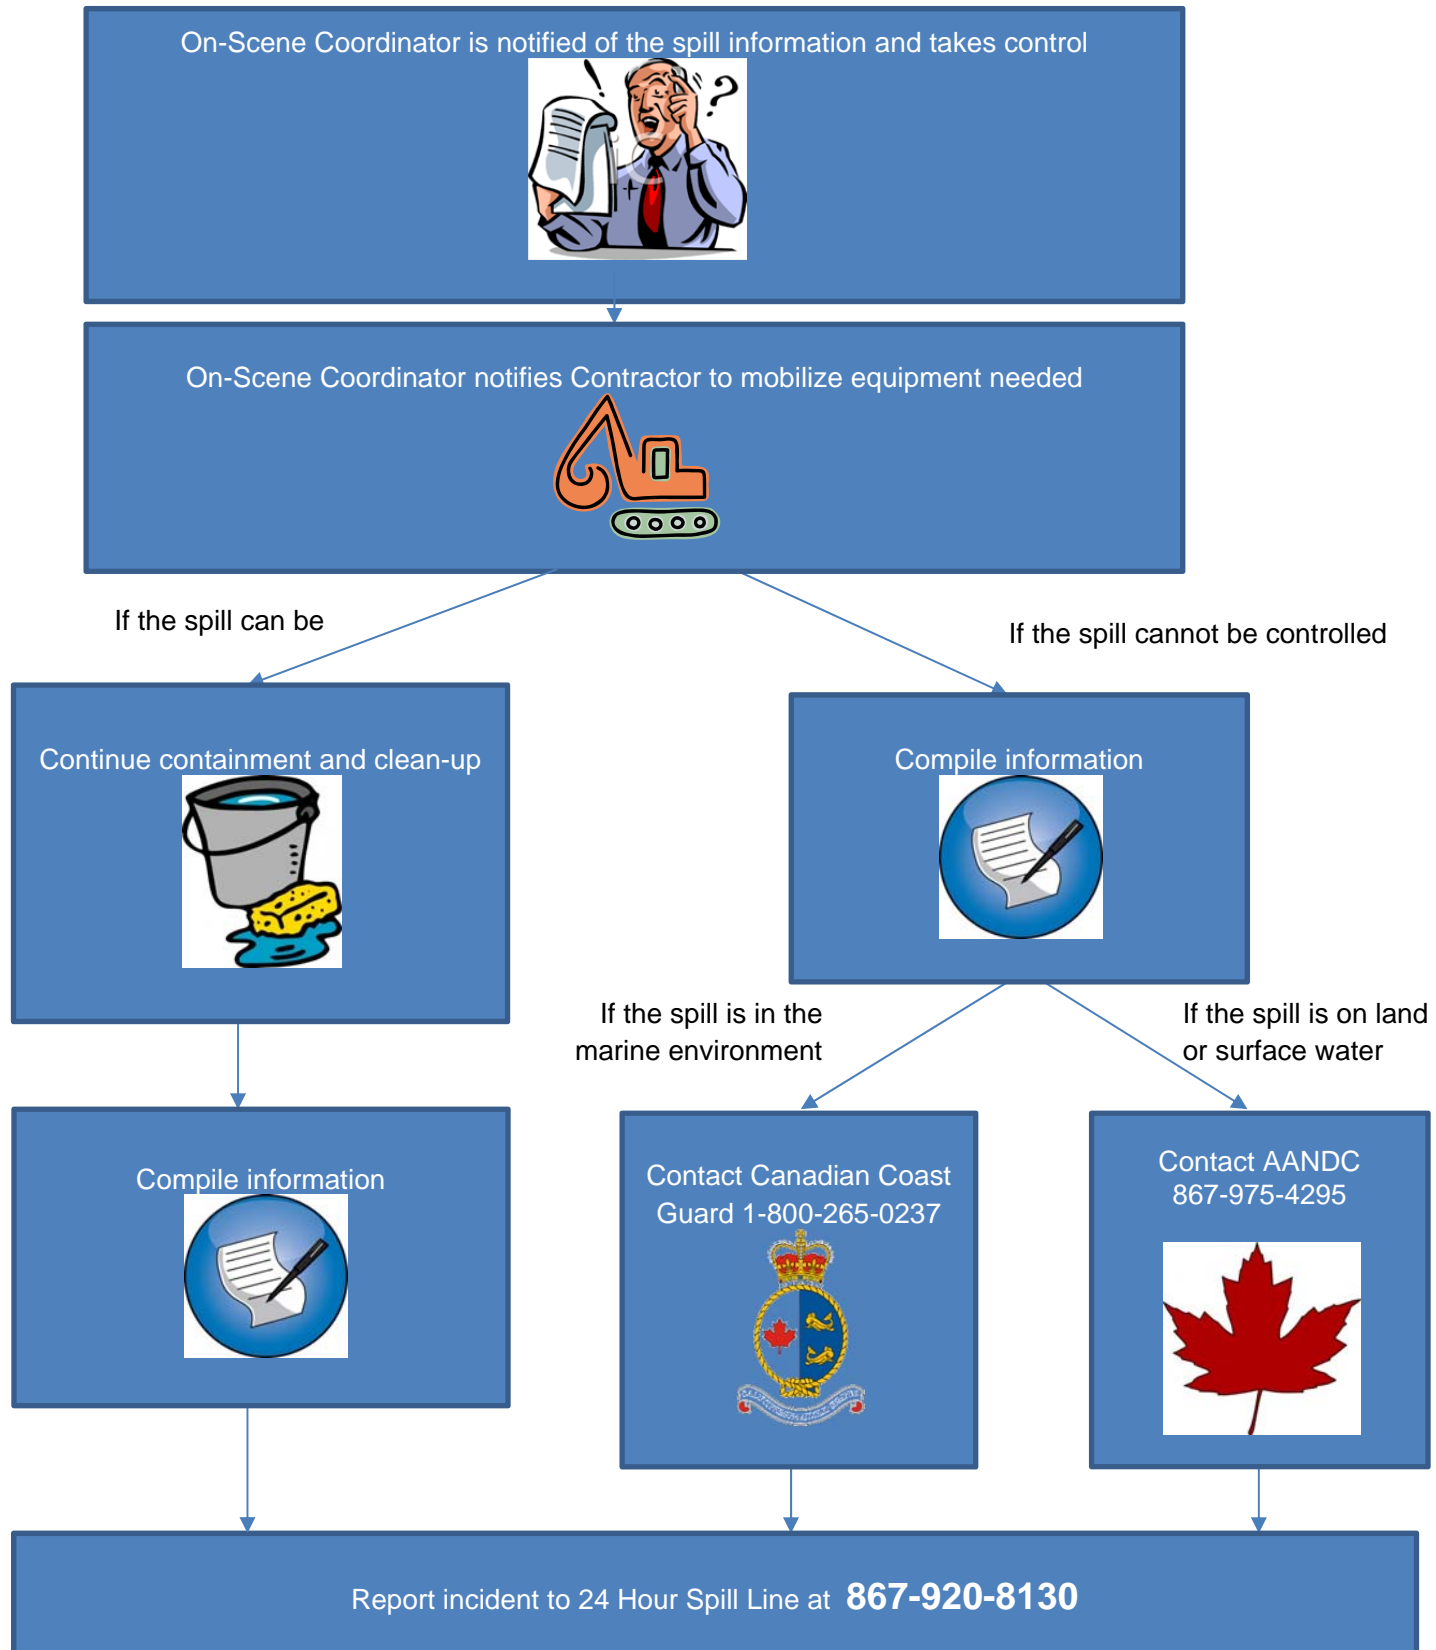 On-Scene Coordinator is notified of the spill information and takes control
On-Scene Coordinator notifies Contractor to mobilize equipment needed
If the spill can be
If the spill cannot be controlled
Continue containment and clean-up
Compile information
If the spill is in the
marine environment
If the spill is on land
or surface water
Compile information
Contact Canadian Coast
Guard 1-800-265-0237
Contact AANDC
867-975-4295
Report incident to 24 Hour Spill Line at 867-920-8130